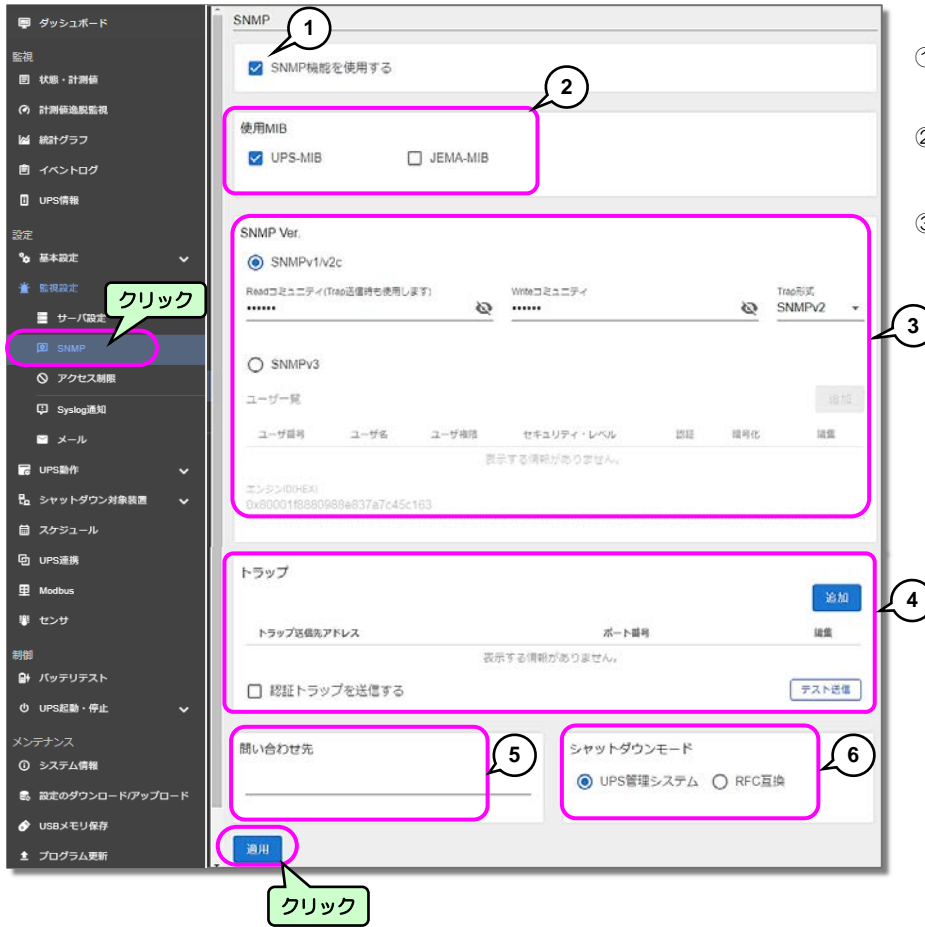 ダッシュボード
監視
状態・計測値
計測値逸脱監視
統計グラフ
イベントログ
UPS情報
設定
基本設定
監視設定
クリック
サーバ設定
SNMP
アクセス制限
Syslog通知
メール
UPS動作
シャットダウン対象装置
スケジュール
UPS連携
Modbus
センサ
制御
バッテリテスト
UPS起動・停止
メンテナンス
システム情報
設定のダウンロード/アップロード
USBメモリ保存
プログラム更新
SNMP
1
SNMP機能を使用する
2
使用MIB
UPS-MIB JEMA-MIB
SNMP Ver.
SNMPv1/v2c
Readコミュニティ(Trap送信時も使用します) Writeコミュニティ Trap形式
•••••• •••••• SNMPv2
3
SNMPv3
ユーザー覧 追加
ユーザ番号 ユーザ名 ユーザ権限 セキュリティ・レベル 認証 暗号化 編集
表示する情報がありません。
エンジンID(HEX)
0x80001f8880988e837a7c45c163
トラップ
追加
4
トラップ送信先アドレス ポート番号 編集
表示する情報がありません。
認証トラップを送信する テスト送信
問い合わせ先
5
シャットダウンモード
6
UPS管理システム RFC互換
適用
クリック
①
②
③